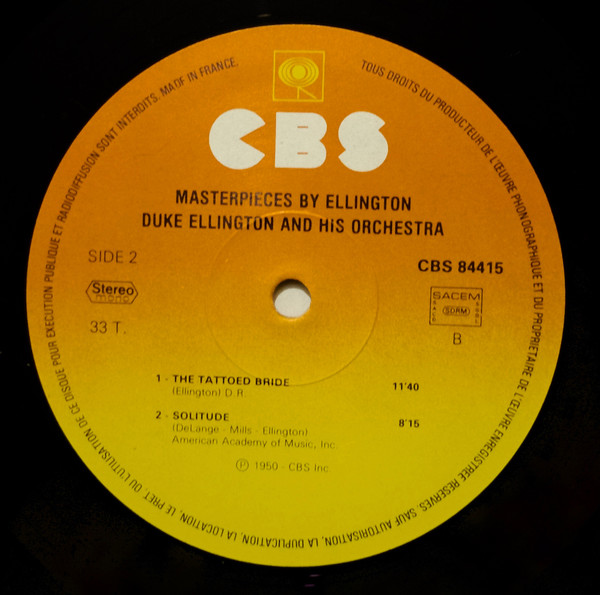 TOUS DROITS DU PRODUCTEUR DE L'ŒUVRE PHONOGRAPHIQUE ET DU PROPRIETAIRE DE L'ŒUVRE ENREGISTREE RESERVES. SAUF AUTORISATION, LA DUPLICATION, LA LOCATION, LE PRET, OU L'UTILISATION DE CE DISQUE POUR EXECUTION PUBLIQUE ET RADIODIFFUSION SONT INTERDITS. MADE IN FRANCE.
CBS
MASTERPIECES BY ELLINGTON
DUKE ELLINGTON AND HiS ORCHESTRA
SIDE 2
CBS 84415
Stereo
mono
SACEM
SDRM
33 T.
B
1 - THE TATTOED BRIDE 11'40
(Ellington) D.R.
2 - SOLITUDE 8'15
(DeLange - Mills - Ellington)
American Academy of Music, Inc.
Ⓟ 1950 - CBS Inc.